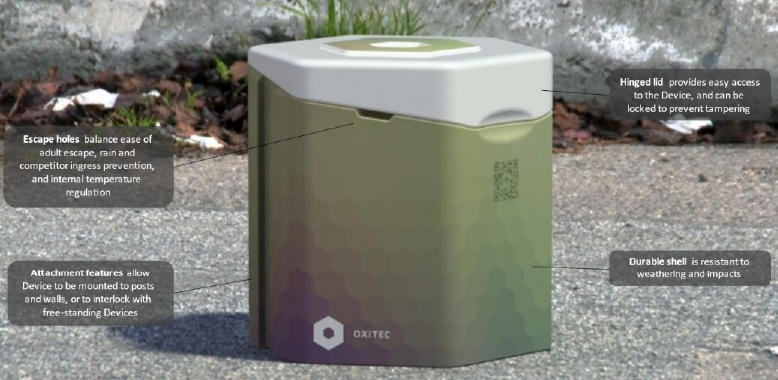 Hinged lid provides easy access
to the Device, and can be
locked to prevent tampering
Escape holes balance ease of
adult escape, rain and
competitor ingress prevention,
and internal temperature
regulation
Durable shell is resistant to
weathering and impacts
Attachment features allow
Device to be mounted to posts
and walls, or to interlock with
free-standing Devices
OXITEC